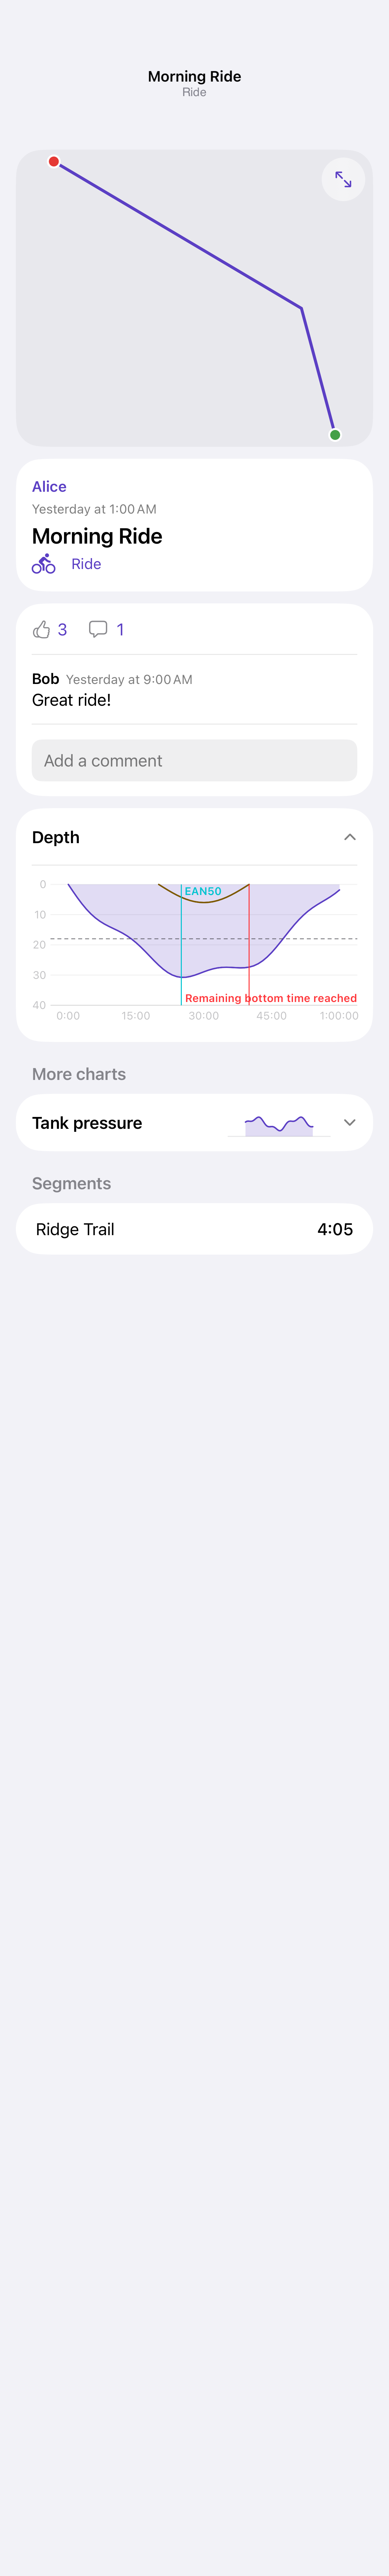 Morning Ride
Ride
Alice
Yesterday at 1:00 AM
Morning Ride
Ride
3 1
Bob Yesterday at 9:00 AM
Great ride!
Add a comment
Depth
0
EAN50
10
20
30
Remaining bottom time reached
40
0:00 15:00 30:00 45:00 1:00:00
More charts
Tank pressure
Segments
Ridge Trail 4:05